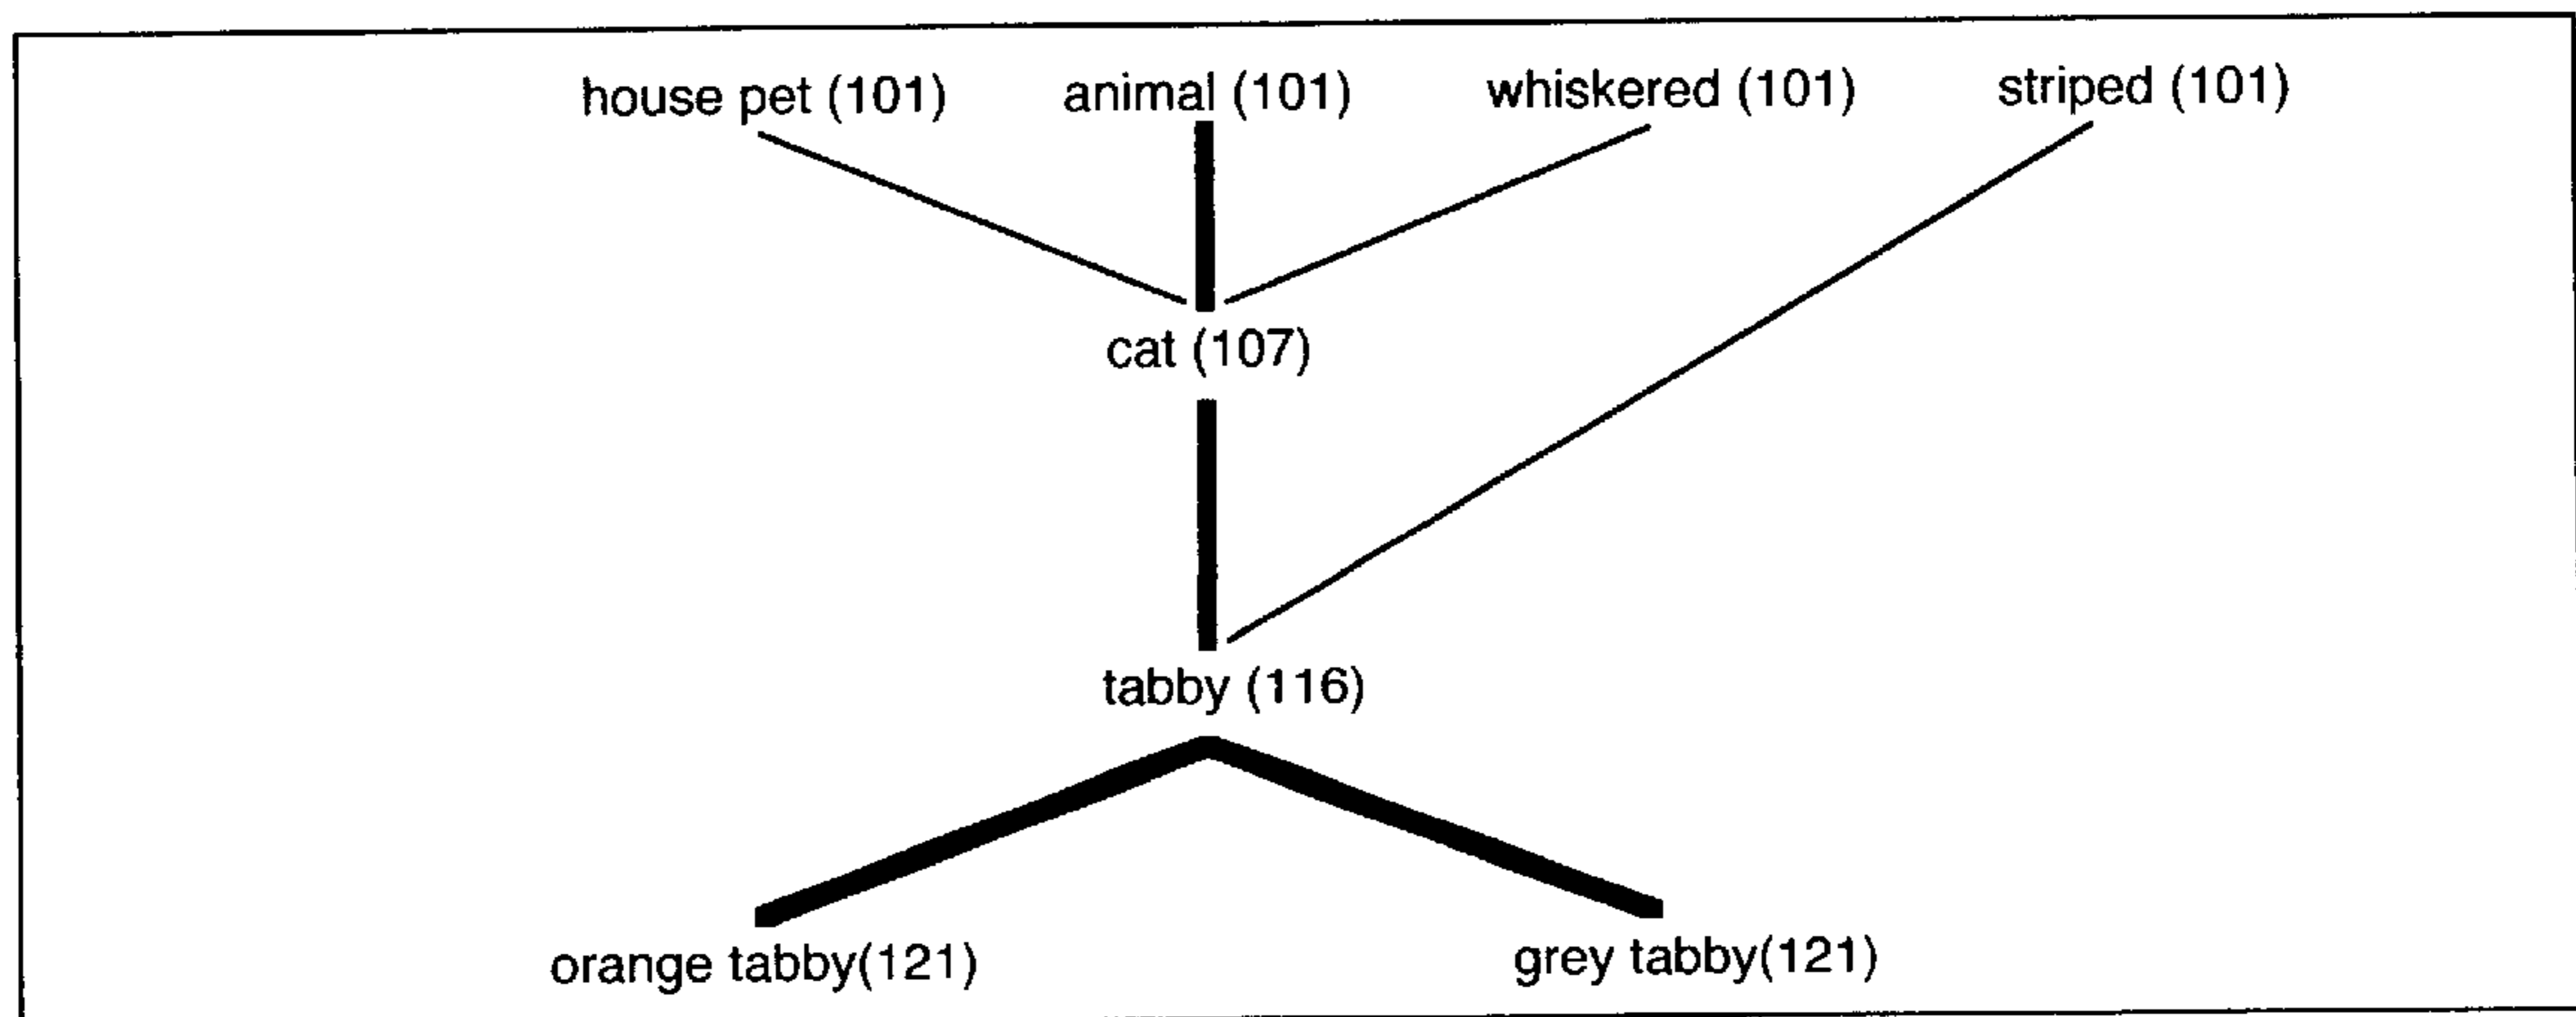 house pet (101) animal (101) whiskered (101) striped (101)
cat (107)
tabby (116)
orange tabby(121) grey tabby(121)